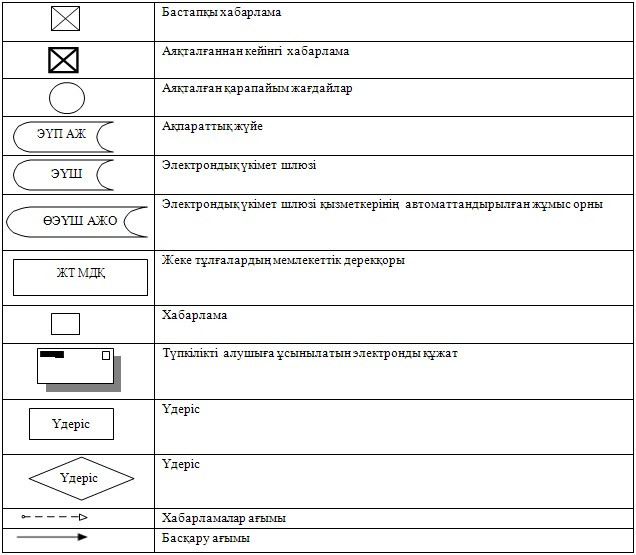 Бастапқы хабарлама
Аяқталғаннан кейінгі хабарлама
Аяқталған қарапайым жағдайлар
ЭҮП АЖ
Ақпараттық жүйе
ЭҮШ
Электрондық үкімет шлюзі
ӨЭҮШ АЖО
Электрондық үкімет шлюзі қызметкерінің автоматтандырылған жұмыс орны
ЖТ МДҚ
Жеке тұлғалардың мемлекеттік дерекқоры
Хабарлама
Түпкілікті алушыға ұсынылатын электронды құжат
Үдеріс
Үдеріс
Үдеріс
Үдеріс
Хабарламалар ағымы
Басқару ағымы